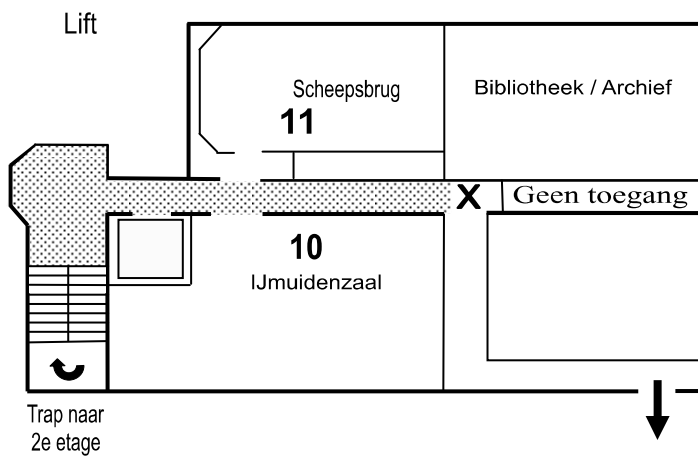 Lift
Scheepsbrug
11
Bibliotheek / Archief
X
Geen toegang
10
IJmuidenzaal
Trap naar
2e etage